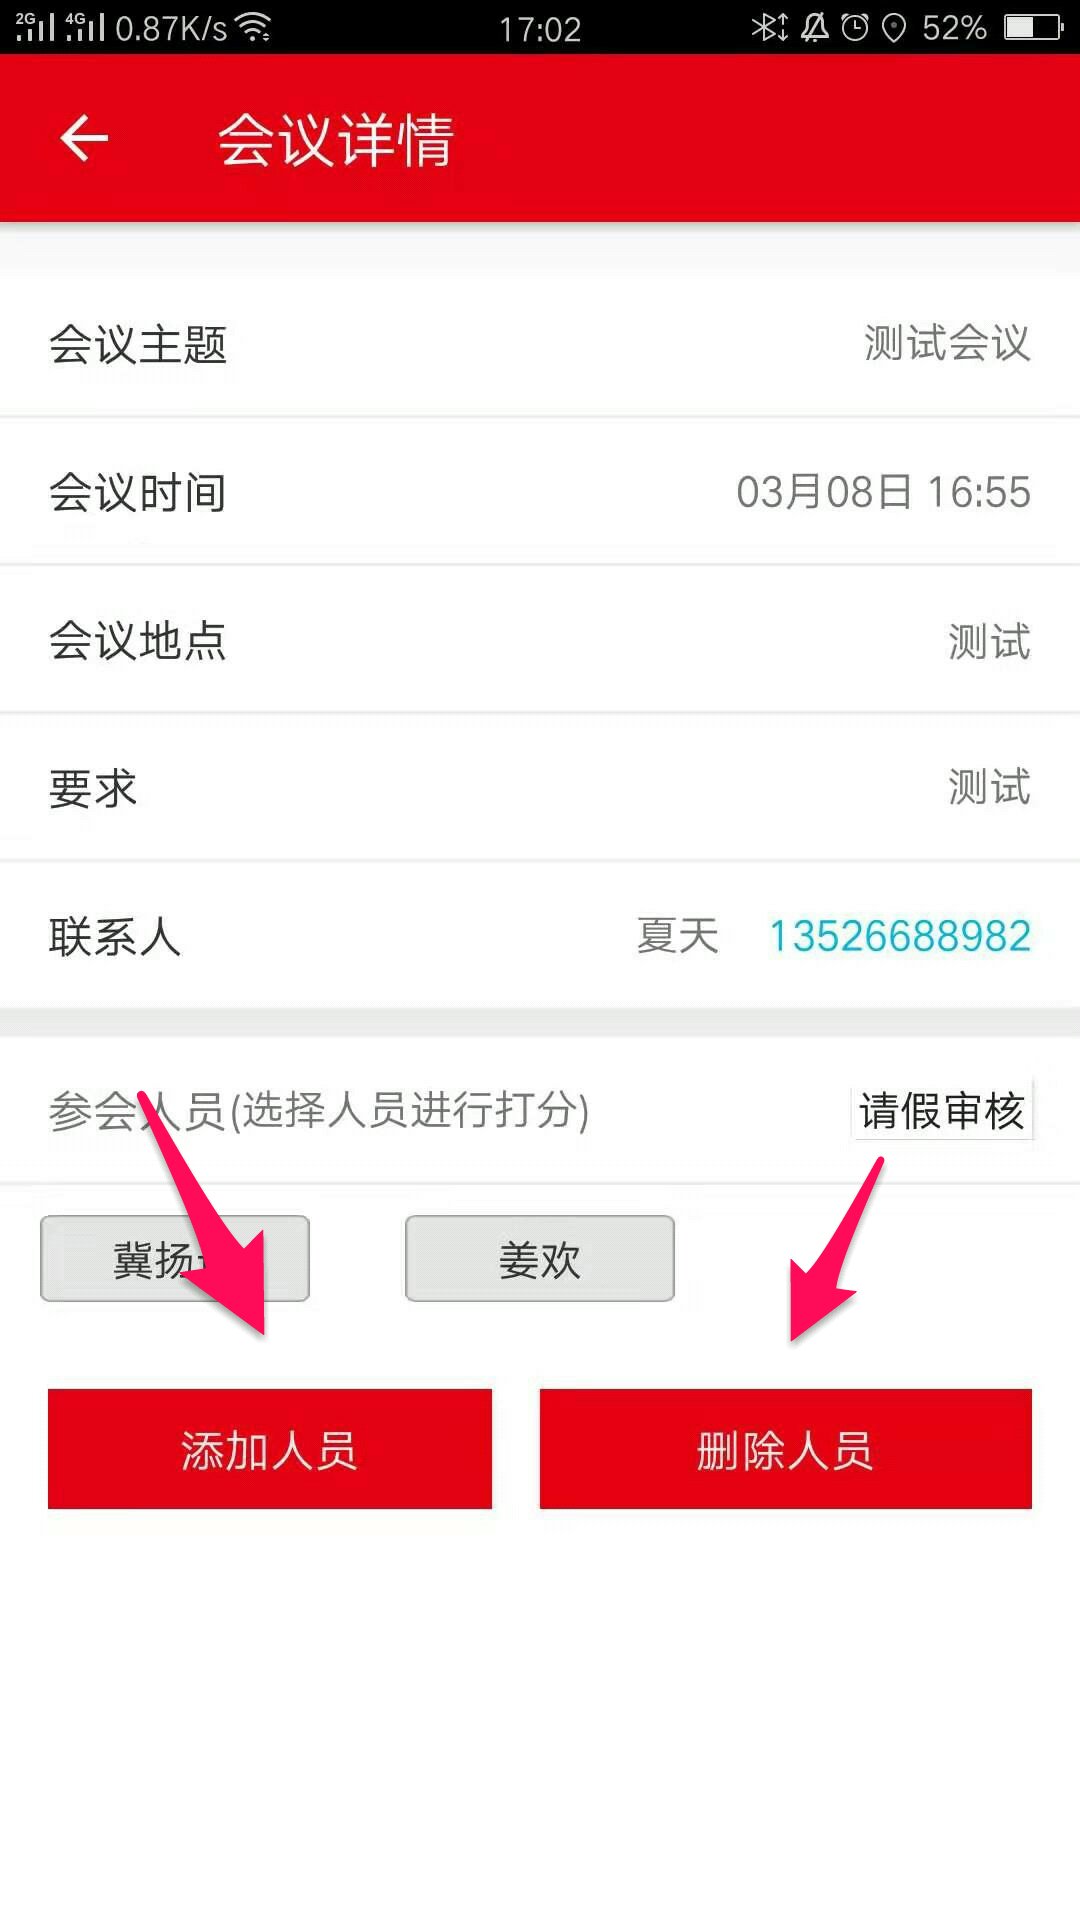 2G 4G 0.87K/s 17:02 52%
会议详情
会议主题 测试会议
会议时间 03月08日 16:55
会议地点 测试
要求 测试
联系人 夏天 13526688982
参会人员(选择人员进行打分) 请假审核
冀扬 姜欢
添加人员 删除人员